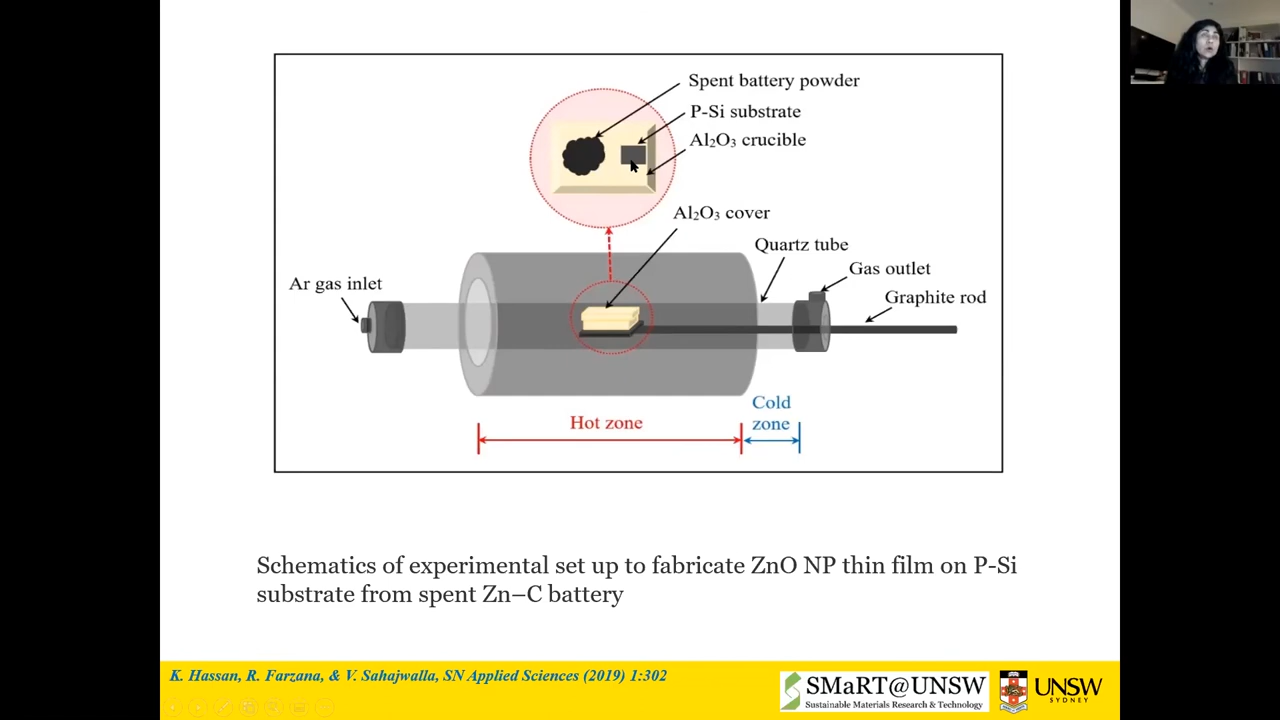 Spent battery powder
P-Si substrate
Al₂O₃ crucible
Al₂O₃ cover
Quartz tube
Gas outlet
Ar gas inlet
Graphite rod
Cold
zone
Hot zone
Schematics of experimental set up to fabricate ZnO NP thin film on P-Si
substrate from spent Zn–C battery
K. Hassan, R. Farzana, & V. Sahajwalla, SN Applied Sciences (2019) 1:302
SMaRT@UNSW
Sustainable Materials Research & Technology
UNSW
SYDNEY